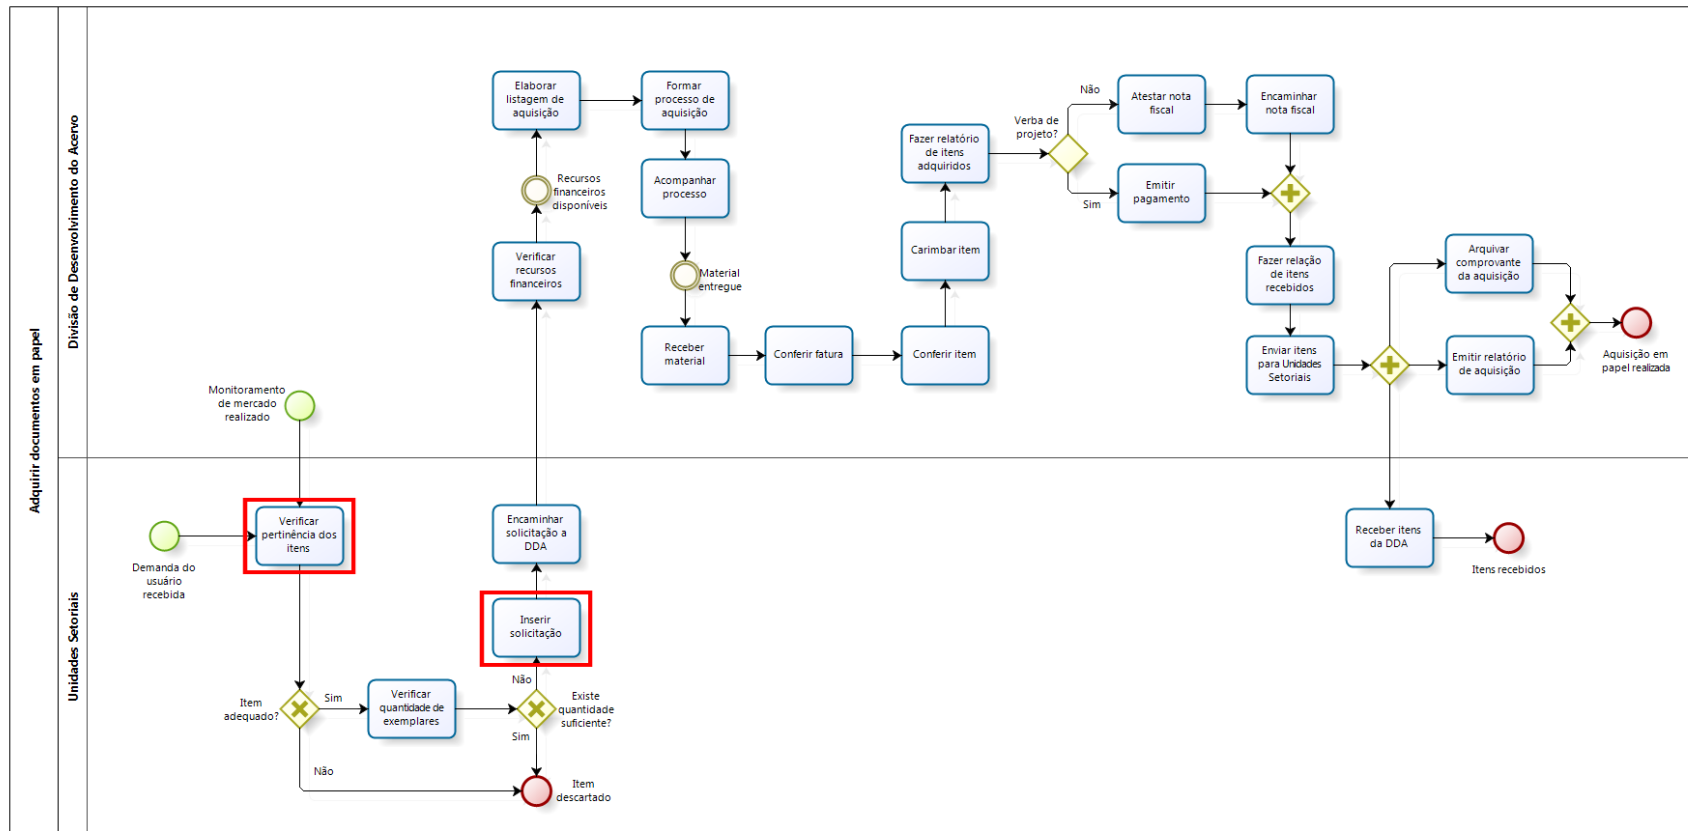 Adquirir documentos em papel
Divisão de Desenvolvimento do Acervo
Elaborar
listagem de
aquisição
Formar
processo de
aquisição
Recursos
financeiros
disponíveis
Acompanhar
processo
Verificar
recursos
financeiros
Material
entregue
Receber
material
Conferir fatura
Conferir item
Carimbar item
Fazer relatório
de itens
adquiridos
Verba de
projeto?
Não
Sim
Atestar nota
fiscal
Encaminhar
nota fiscal
Emitir
pagamento
Fazer relação
de itens
recebidos
Enviar itens
para Unidades
Setoriais
Arquivar
comprovante
da aquisição
Emitir relatório
de aquisição
Aquisição em
papel realizada
Monitoramento
de mercado
realizado
Unidades Setoriais
Verificar
pertinência dos
itens
Demanda do
usuário
recebida
Encaminhar
solicitação a
DDA
Inserir
solicitação
Item
adequado?
Sim
Não
Verificar
quantidade de
exemplares
Não
Existe
quantidade
suficiente?
Sim
Item
descartado
Receber itens
da DDA
Itens recebidos